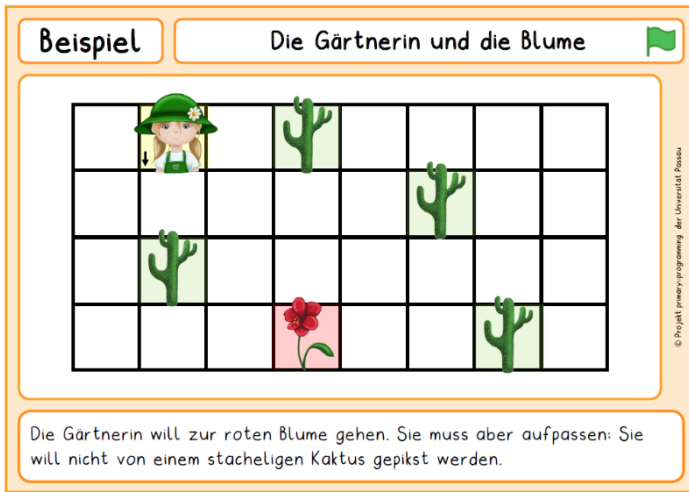 Beispiel
Die Gärtnerin und die Blume
© Projekt primary::programming der Universität Passau
Die Gärtnerin will zur roten Blume gehen. Sie muss aber aufpassen: Sie
will nicht von einem stacheligen Kaktus gepikst werden.